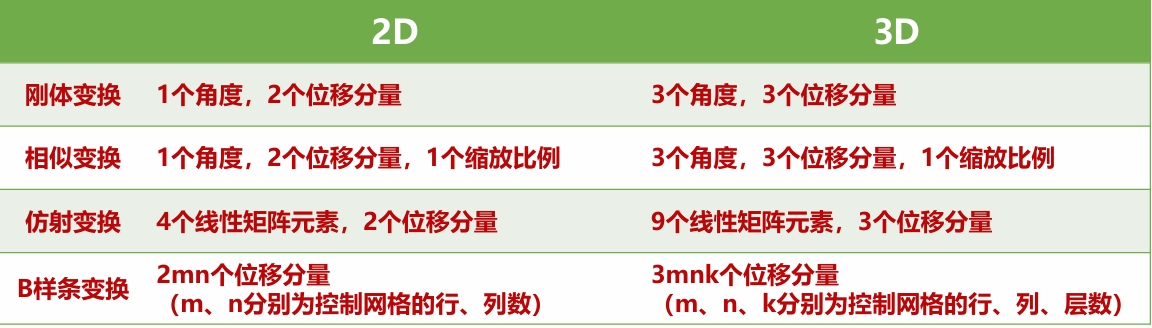 2D 3D
刚体变换 1个角度，2个位移分量 3个角度，3个位移分量
相似变换 1个角度，2个位移分量，1个缩放比例 3个角度，3个位移分量，1个缩放比例
仿射变换 4个线性矩阵元素，2个位移分量 9个线性矩阵元素，3个位移分量
B样条变换 2mn个位移分量 3mnk个位移分量
（m、n分别为控制网格的行、列数） （m、n、k分别为控制网格的行、列、层数）